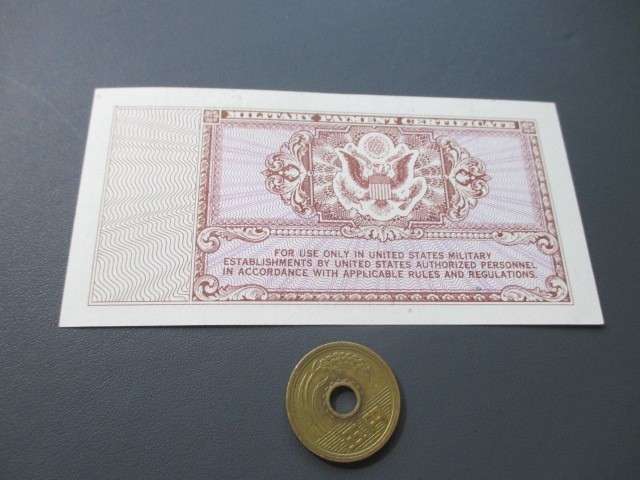 MILITARY PAYMENT CERTIFICATE
FOR USE ONLY IN UNITED STATES MILITARY
ESTABLISHMENTS BY UNITED STATES AUTHORIZED PERSONNEL
IN ACCORDANCE WITH APPLICABLE RULES AND REGULATIONS.